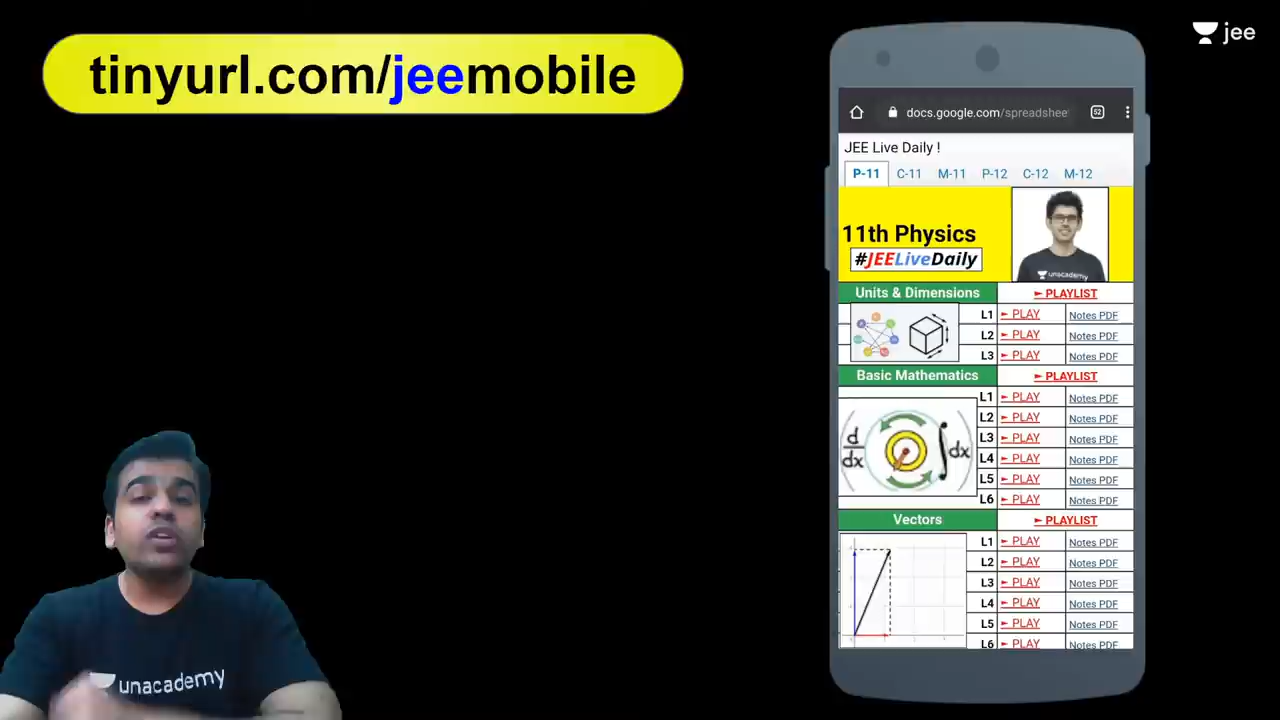 tinyurl.com/jeemobile
jee
docs.google.com/spreadshee
52
JEE Live Daily !
P-11 C-11 M-11 P-12 C-12 M-12
11th Physics
#JEELiveDaily
unacademy
Units & Dimensions ► PLAYLIST
L1 ► PLAY Notes PDF
L2 ► PLAY Notes PDF
L3 ► PLAY Notes PDF
Basic Mathematics ► PLAYLIST
L1 ► PLAY Notes PDF
L2 ► PLAY Notes PDF
L3 ► PLAY Notes PDF
L4 ► PLAY Notes PDF
L5 ► PLAY Notes PDF
L6 ► PLAY
d/dx ∫dx
Vectors ► PLAYLIST
L1 ► PLAY Notes PDF
L2 ► PLAY Notes PDF
L3 ► PLAY Notes PDF
L4 ► PLAY Notes PDF
L5 ► PLAY Notes PDF
L6 ► PLAY Notes PDF
unacademy